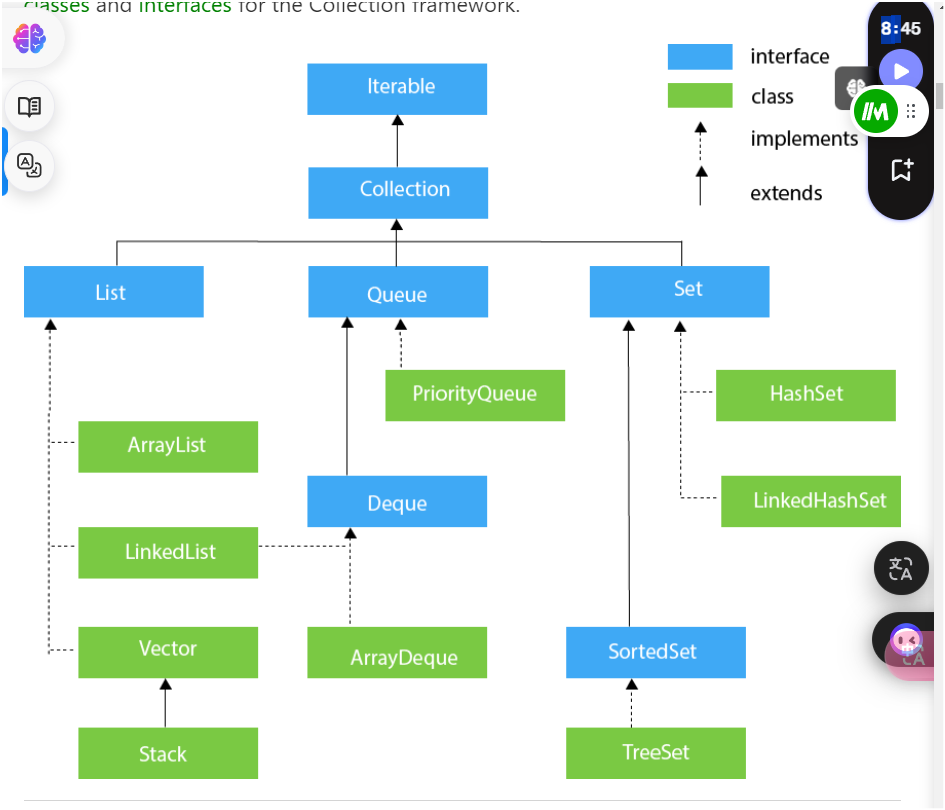 classes and interfaces for the Collection framework.
8:45
interface
Iterable
class
implements
Collection
extends
List
Queue
Set
PriorityQueue
HashSet
ArrayList
Deque
LinkedHashSet
LinkedList
Vector
ArrayDeque
SortedSet
Stack
TreeSet